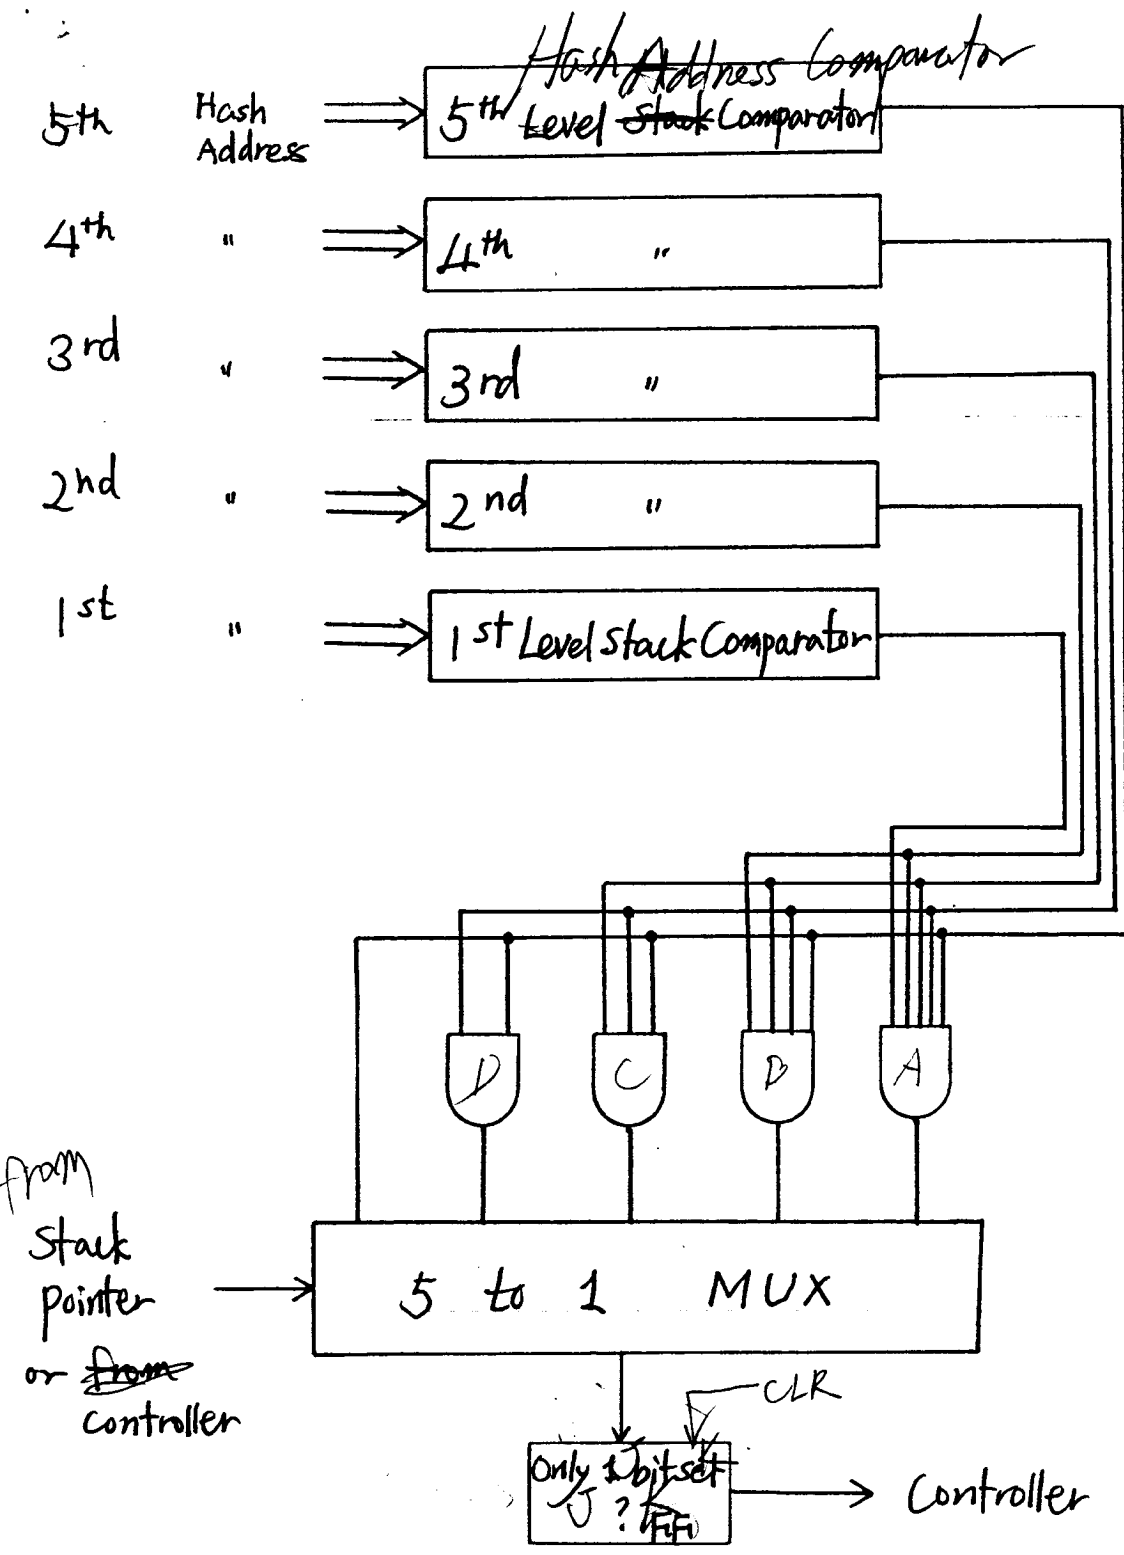 Hash Address Comparator
5th Hash Address 5th Level Stack Comparator
4th " 4th "
3rd " 3rd "
2nd " 2nd "
1st " 1st Level Stack Comparator
D C B A
from
Stack
pointer
or from
controller
5 to 1 MUX
CLR
Only 1 bit set
J ? F.F.
Controller